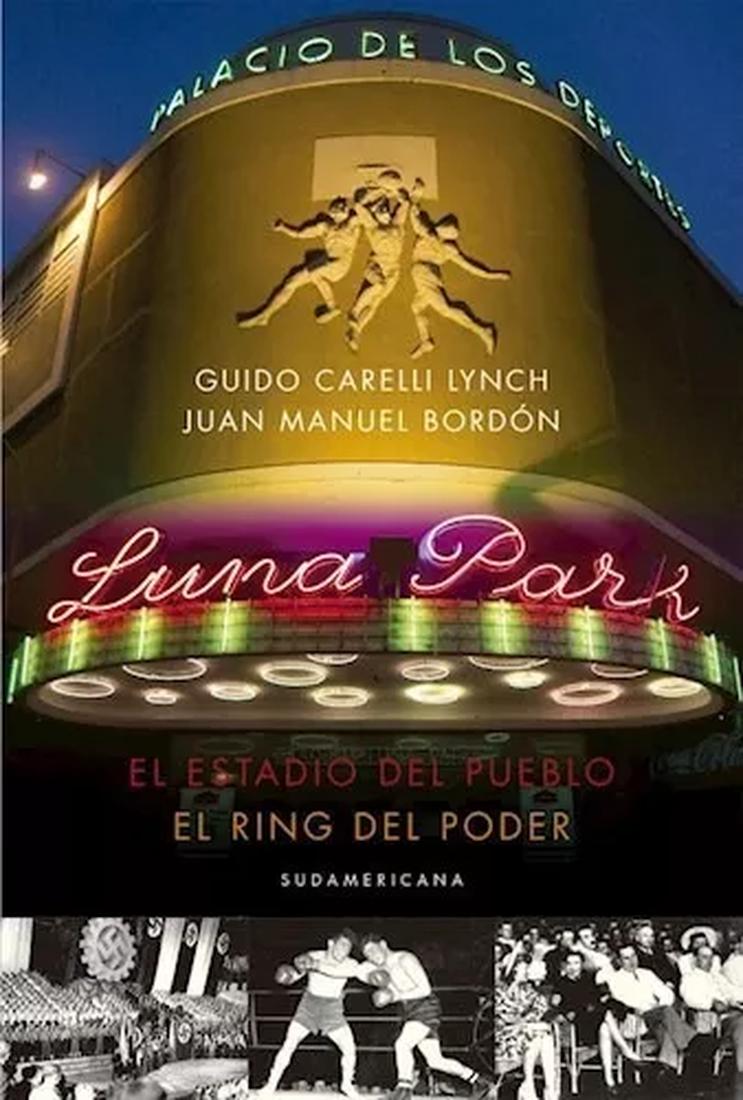 PALACIO DE LOS DEPORTES
GUIDO CARELLI LYNCH
JUAN MANUEL BORDÓN
Luna Park
EL ESTADIO DEL PUEBLO
EL RING DEL PODER
SUDAMERICANA